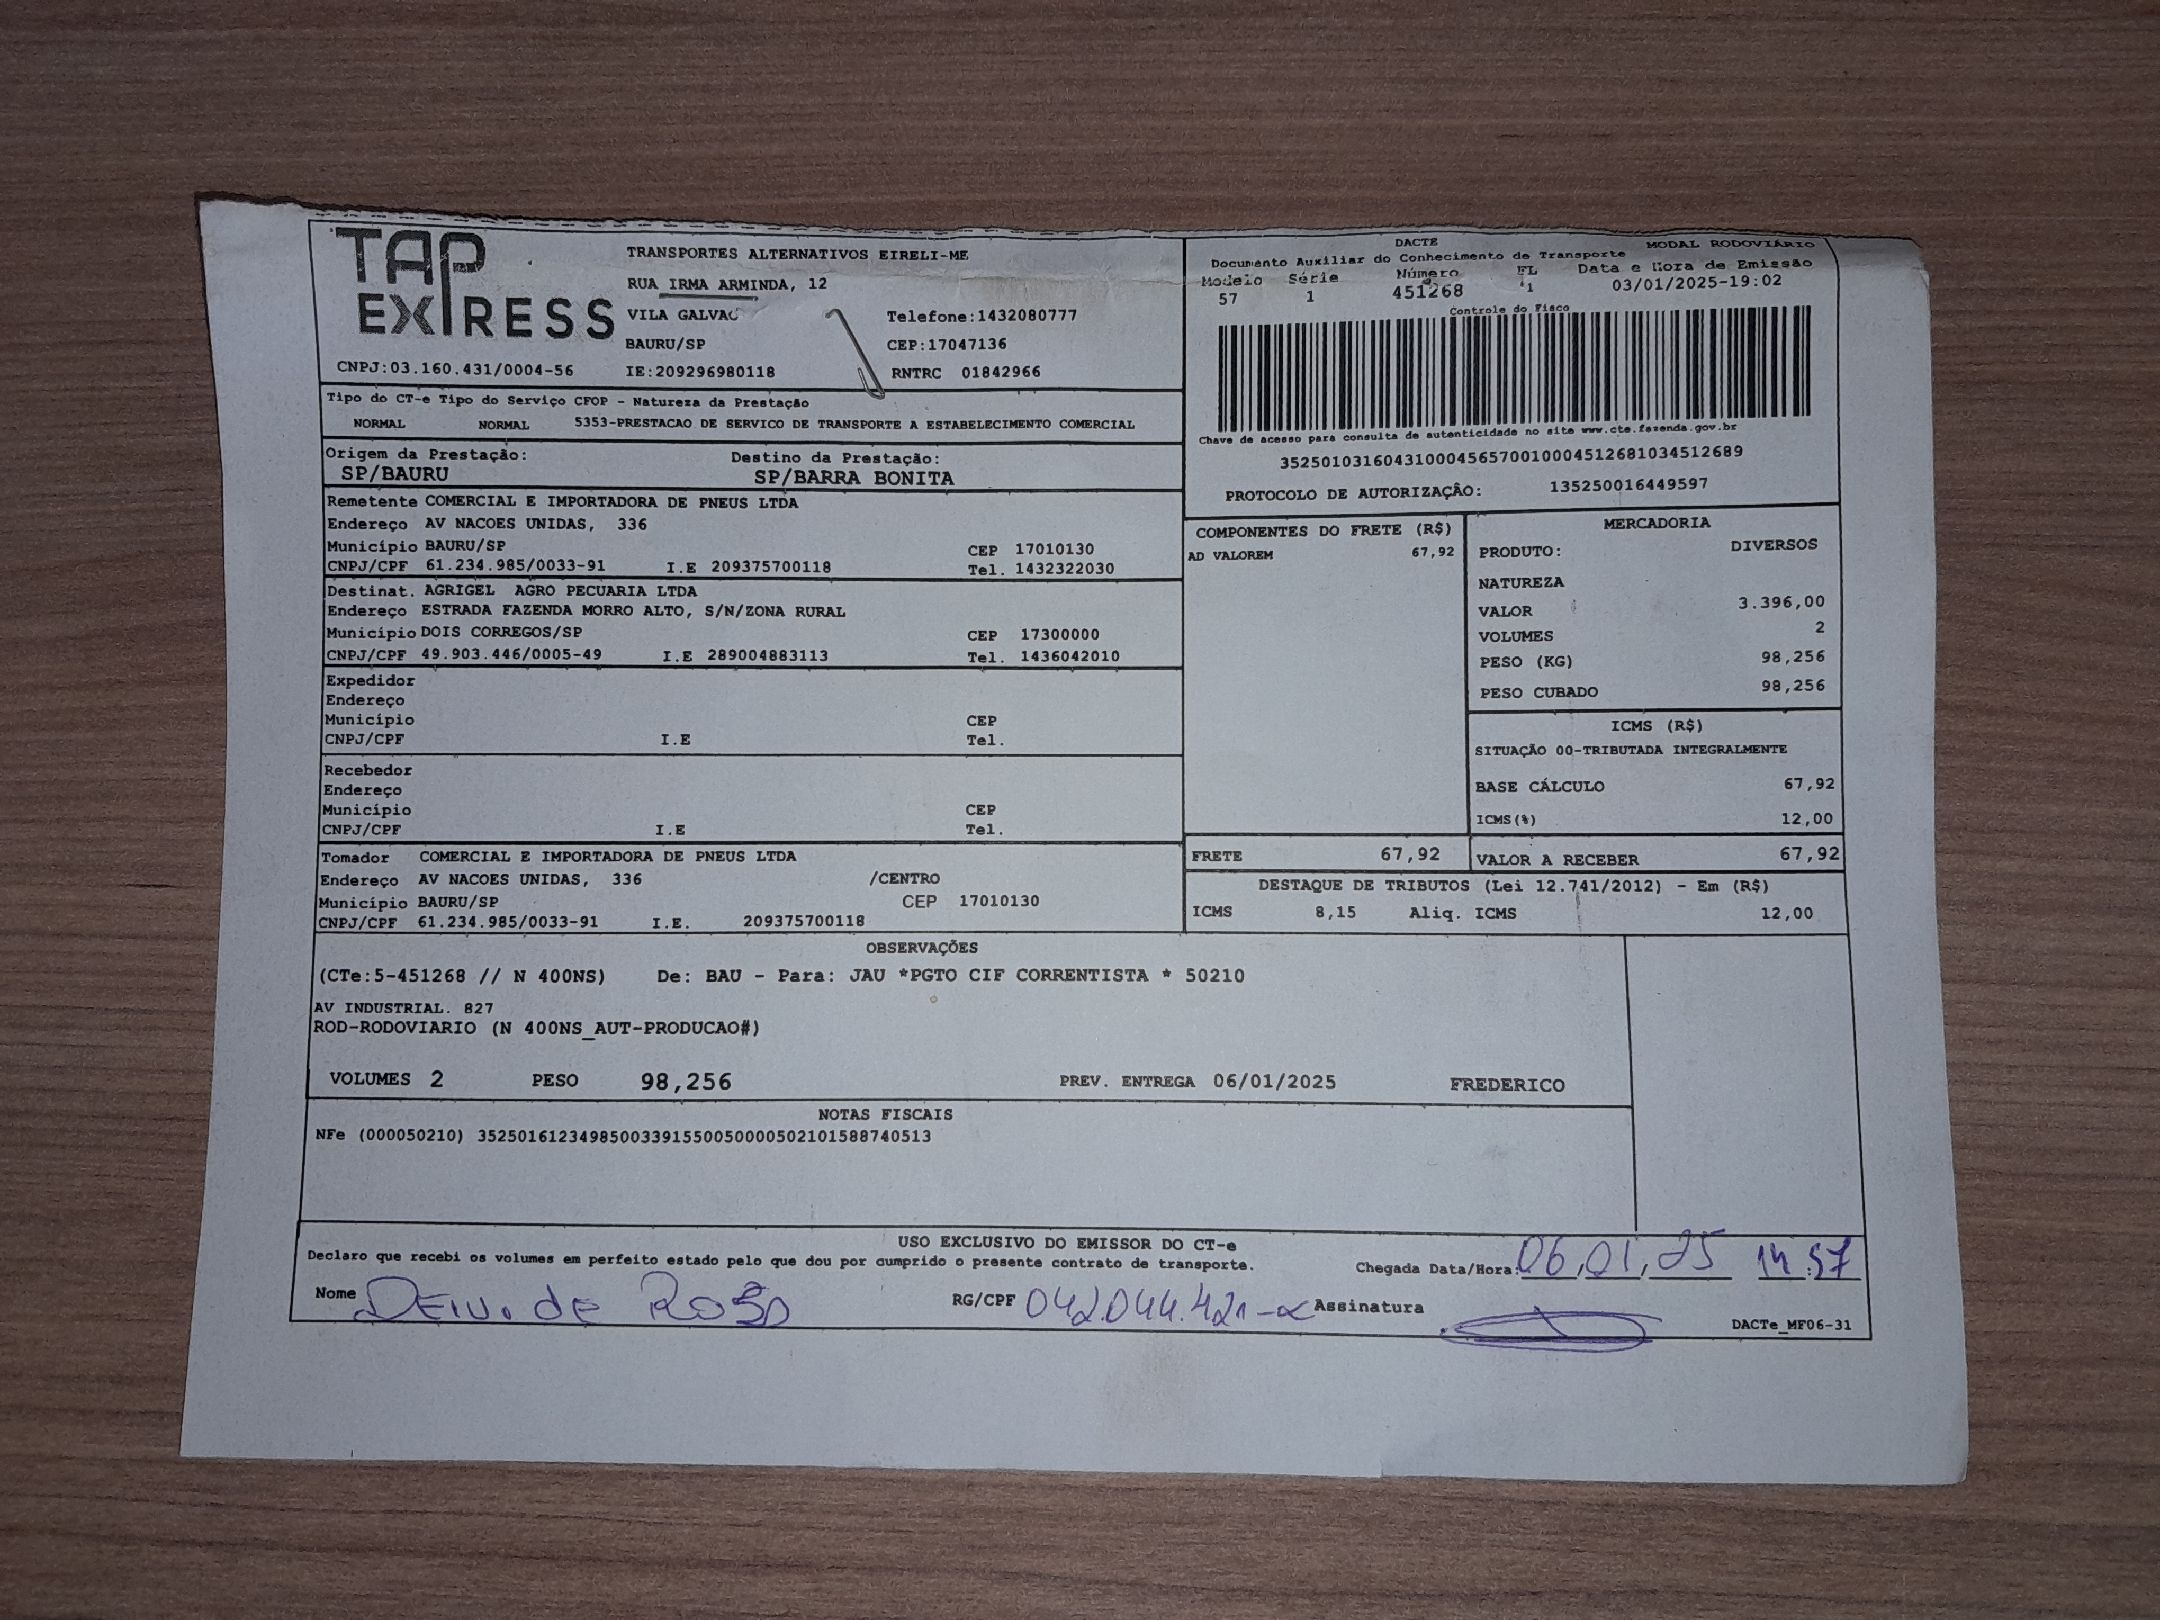 TAP EXPRESS
TRANSPORTES ALTERNATIVOS EIRELI-ME
RUA IRMA ARMINDA, 12
VILA GALVAO
Telefone:1432080777
BAURU/SP
CEP:17047136
CNPJ:03.160.431/0004-56
IE:209296980118
RNTRC 01842966
DACTE
MODAL RODOVIÁRIO
Documento Auxiliar do Conhecimento de Transporte
Modelo Série Número FL Data e Hora de Emissão
57 1 451268 1 03/01/2025-19:02
Controle do Fisco
Chave de acesso para consulta de autenticidade no site www.cte.fazenda.gov.br
35250103160431000456570010004512681034512689
PROTOCOLO DE AUTORIZAÇÂO: 135250016449597
Tipo do CT-e Tipo do Serviço CFOP - Natureza da Prestação
NORMAL NORMAL 5353-PRESTACAO DE SERVICO DE TRANSPORTE A ESTABELECIMENTO COMERCIAL
Origem da Prestação: Destino da Prestação:
SP/BAURU SP/BARRA BONITA
Remetente COMERCIAL E IMPORTADORA DE PNEUS LTDA
Endereço AV NACOES UNIDAS, 336
Município BAURU/SP CEP 17010130
CNPJ/CPF 61.234.985/0033-91 I.E 209375700118 Tel. 1432322030
Destinat. AGRIGEL AGRO PECUARIA LTDA
Endereço ESTRADA FAZENDA MORRO ALTO, S/N/ZONA RURAL
Município DOIS CORREGOS/SP CEP 17300000
CNPJ/CPF 49.903.446/0005-49 I.E 289004883113 Tel. 1436042010
Expedidor
Endereço
Município CEP
CNPJ/CPF I.E Tel.
Recebedor
Endereço
Município CEP
CNPJ/CPF I.E Tel.
Tomador COMERCIAL E IMPORTADORA DE PNEUS LTDA
Endereço AV NACOES UNIDAS, 336 /CENTRO
Município BAURU/SP CEP 17010130
CNPJ/CPF 61.234.985/0033-91 I.E. 209375700118
COMPONENTES DO FRETE (R$)
AD VALOREM 67,92
MERCADORIA
PRODUTO: DIVERSOS
NATUREZA
VALOR 3.396,00
VOLUMES 2
PESO (KG) 98,256
PESO CUBADO 98,256
ICMS (R$)
SITUAÇÃO 00-TRIBUTADA INTEGRALMENTE
BASE CÁLCULO 67,92
ICMS(%) 12,00
FRETE 67,92 VALOR A RECEBER 67,92
DESTAQUE DE TRIBUTOS (Lei 12.741/2012) - Em (R$)
ICMS 8,15 Aliq. ICMS 12,00
OBSERVAÇÕES
(CTe:5-451268 // N 400NS) De: BAU - Para: JAU *PGTO CIF CORRENTISTA * 50210
AV INDUSTRIAL. 827
ROD-RODOVIARIO (N 400NS_AUT-PRODUCAO#)
VOLUMES 2 PESO 98,256 PREV. ENTREGA 06/01/2025 FREDERICO
NOTAS FISCAIS
NFe (000050210) 35250161234985003391550050000502101588740513
USO EXCLUSIVO DO EMISSOR DO CT-e
Declaro que recebi os volumes em perfeito estado pelo que dou por cumprido o presente contrato de transporte.
Chegada Data/Hora: 06,01,25 14:57
Nome RG/CPF Assinatura
DACTe_MF06-31